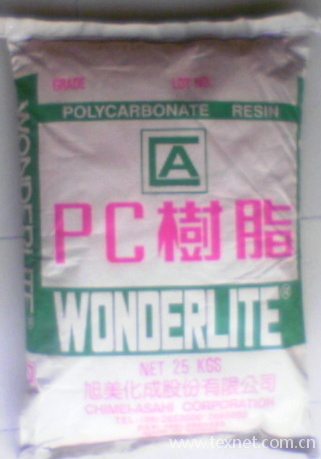 GRADE LOT NO.
POLYCARBONATE RESIN
CA
PC樹脂
WONDERLITE®
WONDERLITE®
NET 25 KGS
旭美化成股份有限公司
CHIMEI-ASAHI CORPORATION
www.texnet.com.cn